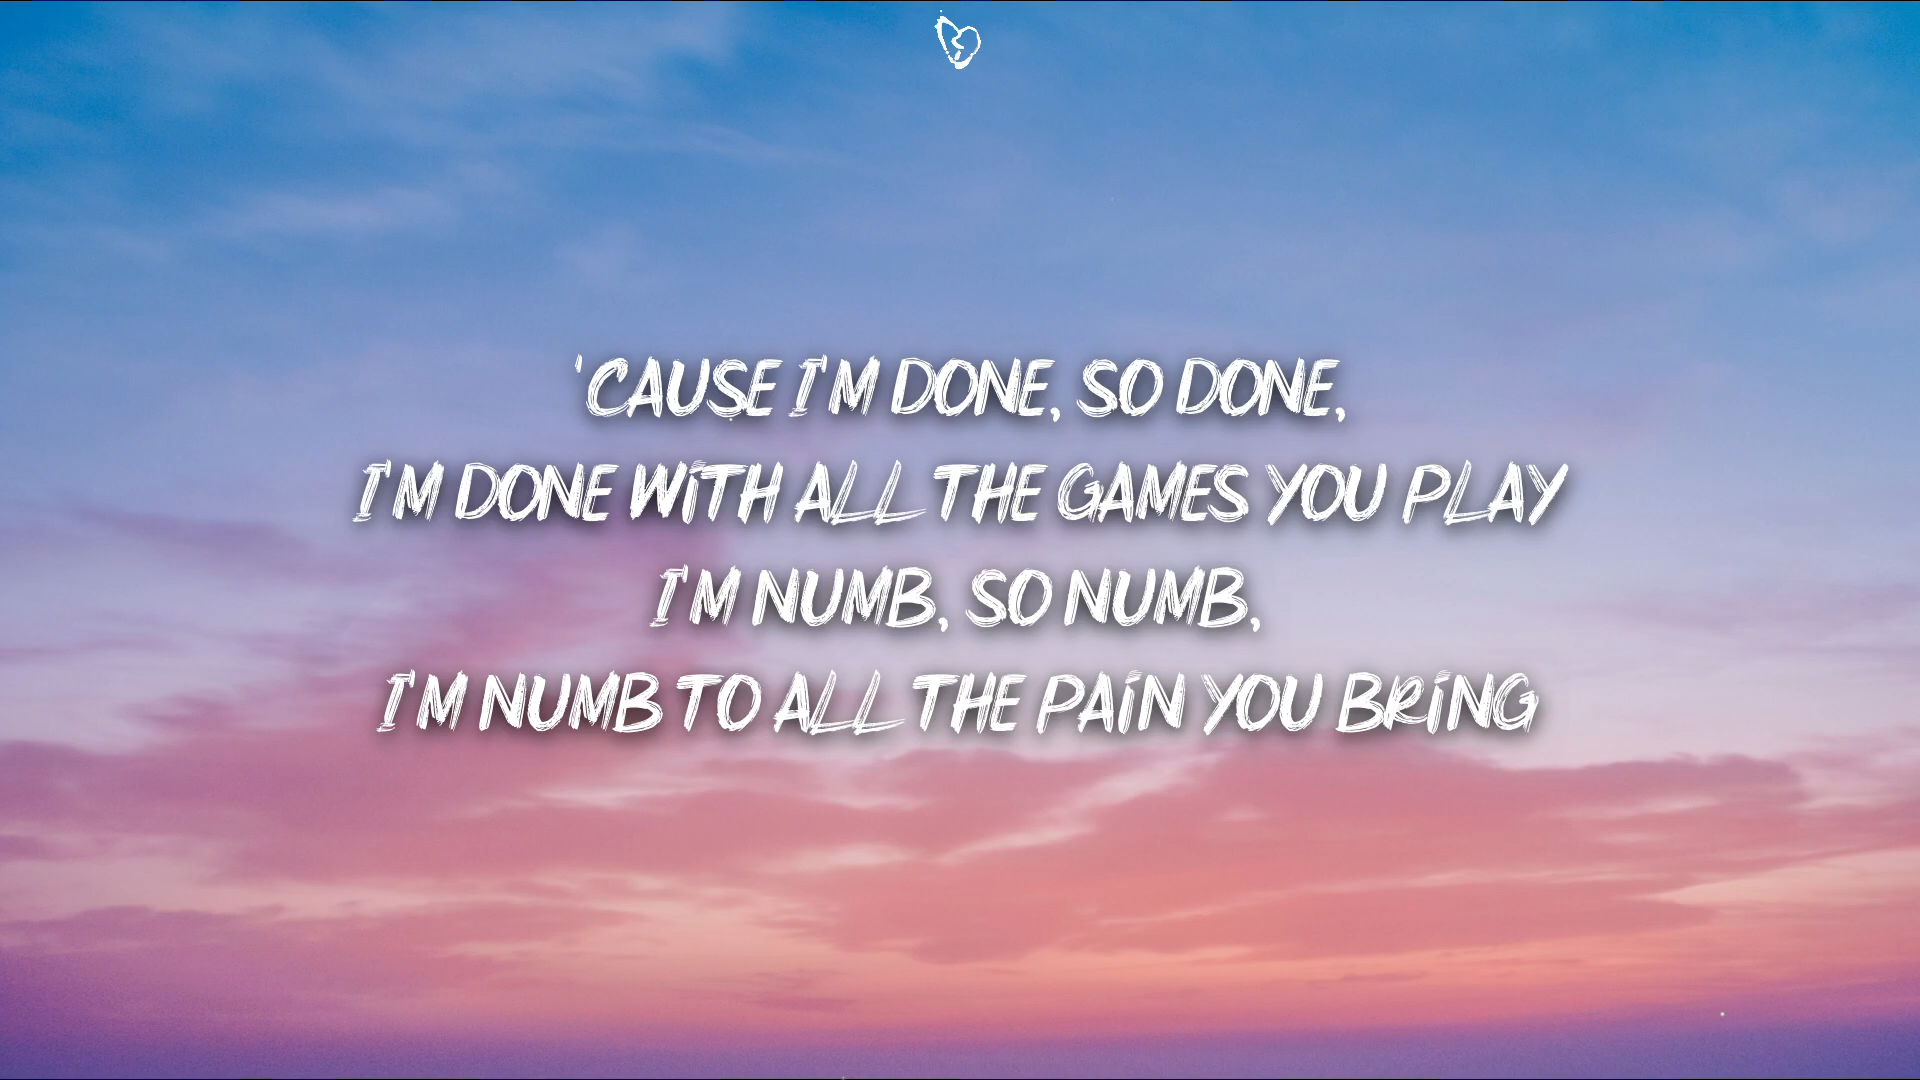 'CAUSE I'M DONE, SO DONE,
I'M DONE WITH ALL THE GAMES YOU PLAY
I'M NUMB, SO NUMB,
I'M NUMB TO ALL THE PAIN YOU BRING